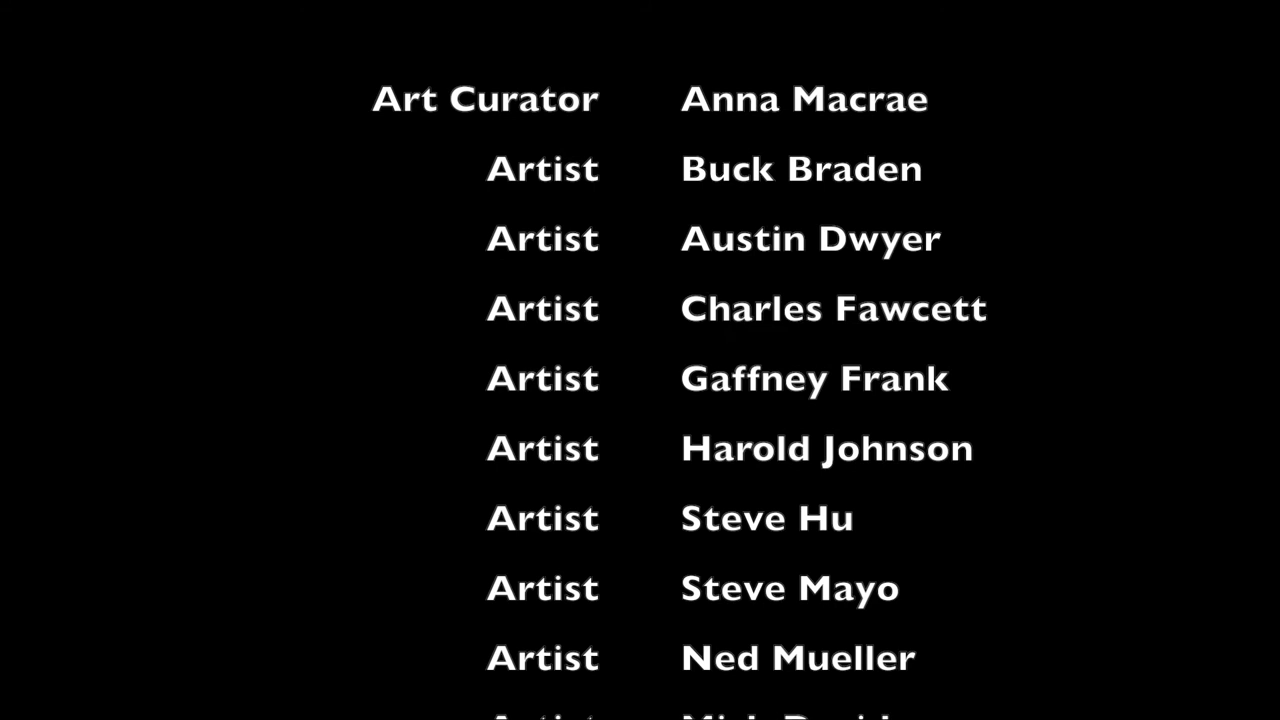 Art Curator Anna Macrae
Artist Buck Braden
Artist Austin Dwyer
Artist Charles Fawcett
Artist Gaffney Frank
Artist Harold Johnson
Artist Steve Hu
Artist Steve Mayo
Artist Ned Mueller
Artist